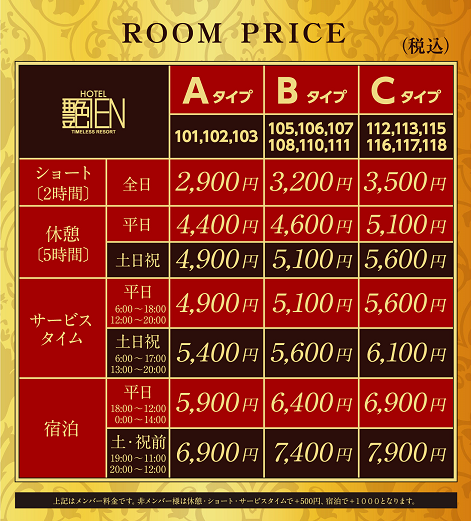 ROOM PRICE
(税込)
HOTEL
艶EN
TIMELESS RESORT
Aタイプ Bタイプ Cタイプ
101,102,103
105,106,107
108,110,111
112,113,115
116,117,118
ショート
〔2時間〕
全日 2,900円 3,200円 3,500円
休憩
〔5時間〕
平日 4,400円 4,600円 5,100円
土日祝 4,900円 5,100円 5,600円
サービス
タイム
平日
6:00~18:00
12:00~20:00
4,900円 5,100円 5,600円
土日祝
6:00~17:00
13:00~20:00
5,400円 5,600円 6,100円
宿泊
平日
18:00~12:00
0:00~14:00
5,900円 6,400円 6,900円
土・祝前
19:00~11:00
20:00~12:00
6,900円 7,400円 7,900円
上記はメンバー料金です。非メンバー様は休憩・ショート・サービスタイムで+500円、宿泊で+1000となります。